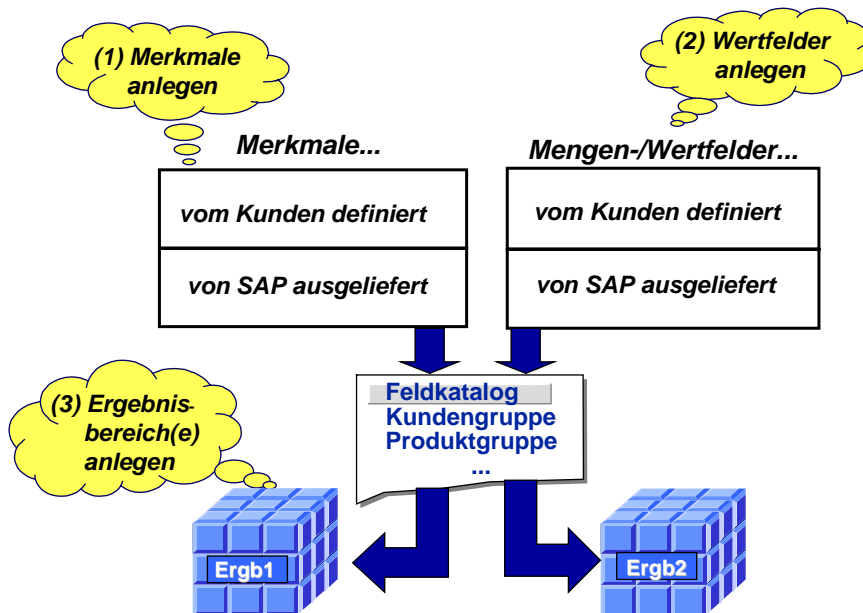 (1) Merkmale
anlegen
(2) Wertfelder
anlegen
Merkmale...
Mengen-/Wertfelder...
vom Kunden definiert
von SAP ausgeliefert
vom Kunden definiert
von SAP ausgeliefert
(3) Ergebnis-
bereich(e)
anlegen
Feldkatalog
Kundengruppe
Produktgruppe
...
Ergb1
Ergb2